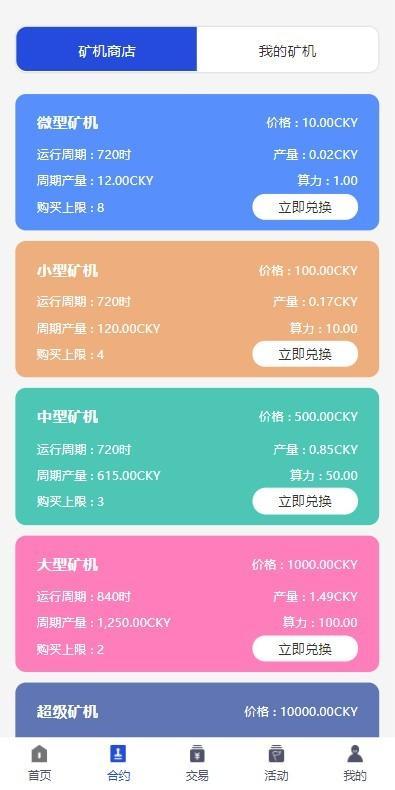 矿机商店 我的矿机
微型矿机 价格 : 10.00CKY
运行周期 : 720时 产量 : 0.02CKY
周期产量 : 12.00CKY 算力 : 1.00
购买上限 : 8 立即兑换
小型矿机 价格 : 100.00CKY
运行周期 : 720时 产量 : 0.17CKY
周期产量 : 120.00CKY 算力 : 10.00
购买上限 : 4 立即兑换
中型矿机 价格 : 500.00CKY
运行周期 : 720时 产量 : 0.85CKY
周期产量 : 615.00CKY 算力 : 50.00
购买上限 : 3 立即兑换
大型矿机 价格 : 1000.00CKY
运行周期 : 840时 产量 : 1.49CKY
周期产量 : 1,250.00CKY 算力 : 100.00
购买上限 : 2 立即兑换
超级矿机 价格 : 10000.00CKY
首页 合约 交易 活动 我的